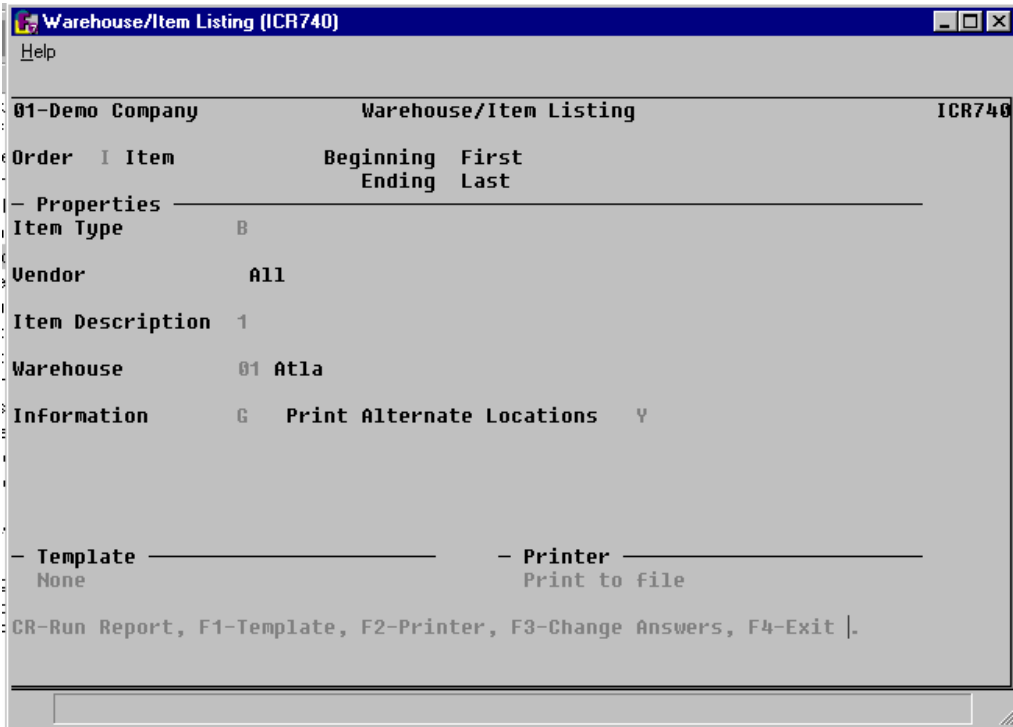 Warehouse/Item Listing (ICR740)
Help
01-Demo Company Warehouse/Item Listing ICR740
Order I Item Beginning First
Ending Last
Properties
Item Type B
Vendor All
Item Description 1
Warehouse 01 Atla
Information G Print Alternate Locations Y
Template Printer
None Print to file
CR-Run Report, F1-Template, F2-Printer, F3-Change Answers, F4-Exit .